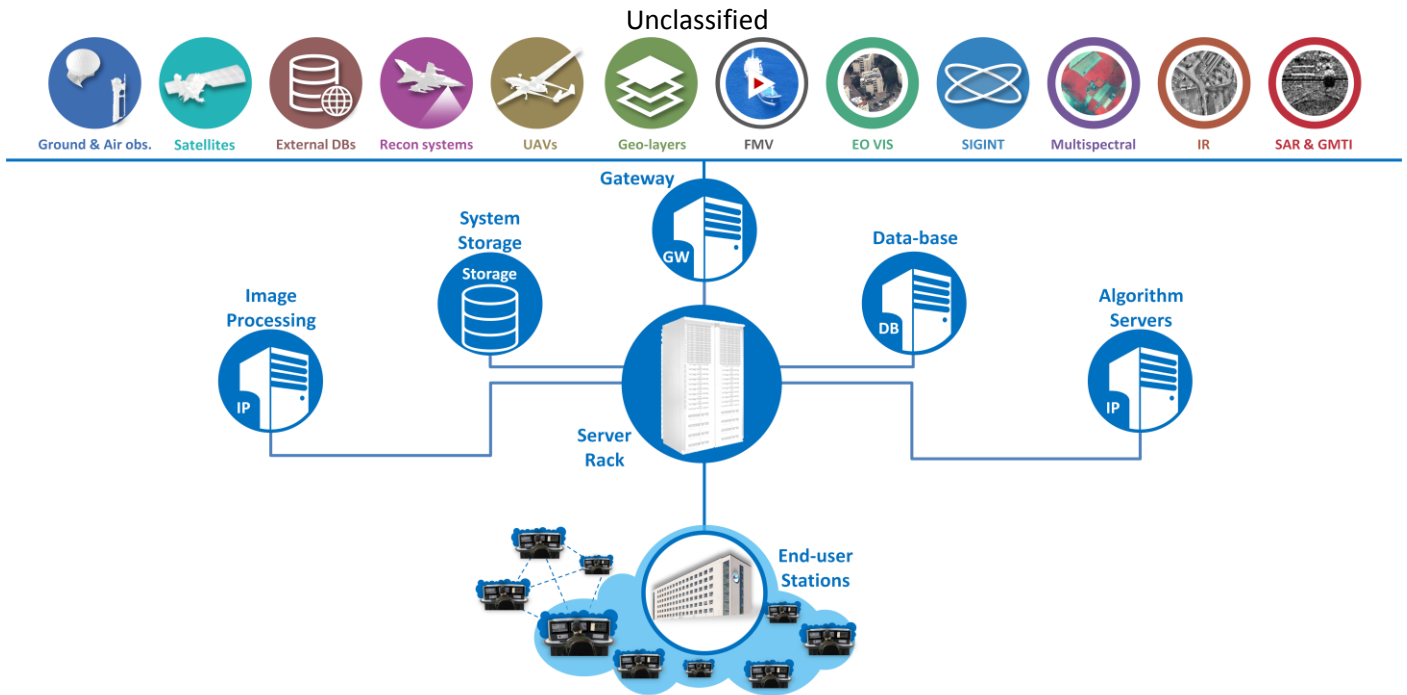 Unclassified
Ground & Air obs.
Satellites
External DBs
Recon systems
UAVs
Geo-layers
FMV
EO VIS
SIGINT
Multispectral
IR
SAR & GMTI
Gateway
GW
System
Storage
Storage
Data-base
DB
Image
Processing
IP
Algorithm
Servers
IP
Server
Rack
End-user
Stations